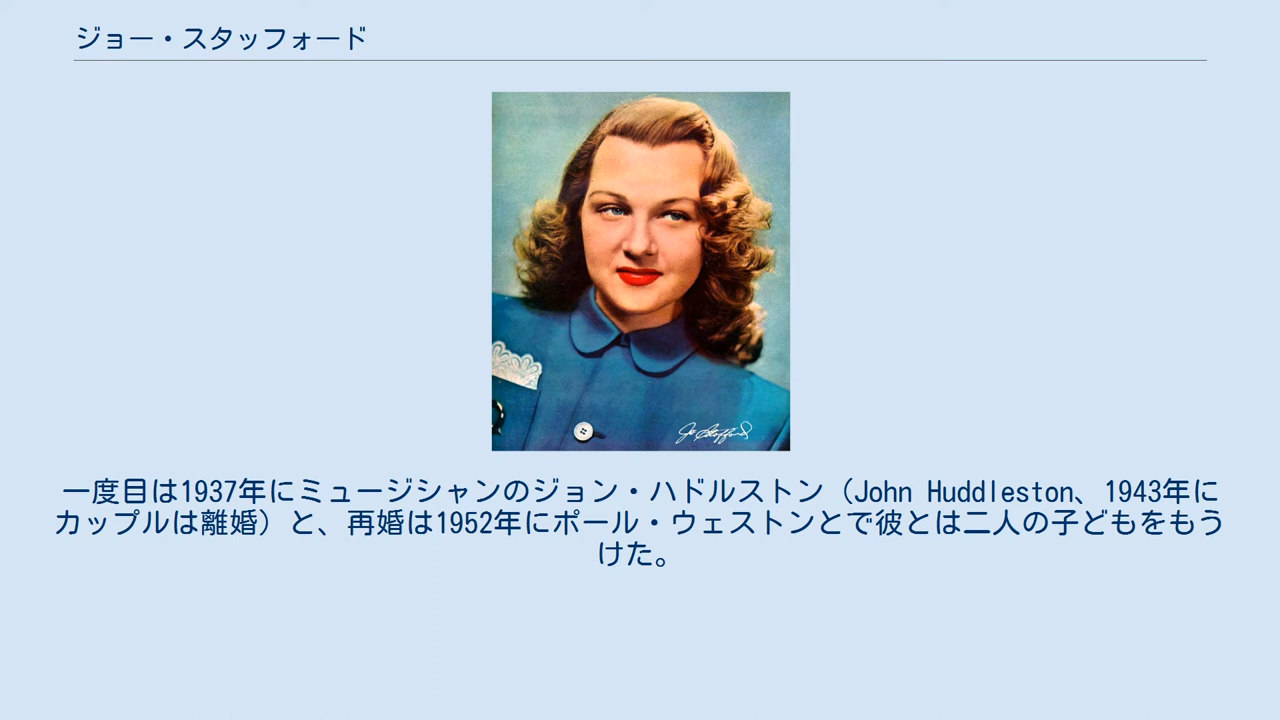 ジョー・スタッフォード
Jo Stafford
一度目は1937年にミュージシャンのジョン・ハドルストン（John Huddleston、1943年に
カップルは離婚）と、再婚は1952年にポール・ウェストンとで彼とは二人の子どもをもう
けた。